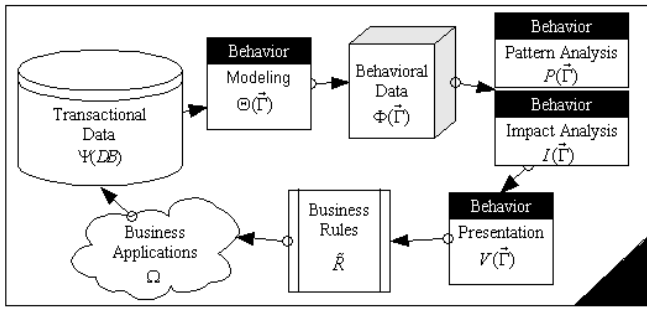 Transactional
Data
Ψ(DB)
Behavior
Modeling
Θ(Γ⃗)
Behavioral
Data
Φ(Γ⃗)
Behavior
Pattern Analysis
P(Γ⃗)
Behavior
Impact Analysis
I(Γ⃗)
Behavior
Presentation
V(Γ⃗)
Business
Rules
R̃
Business
Applications
Ω